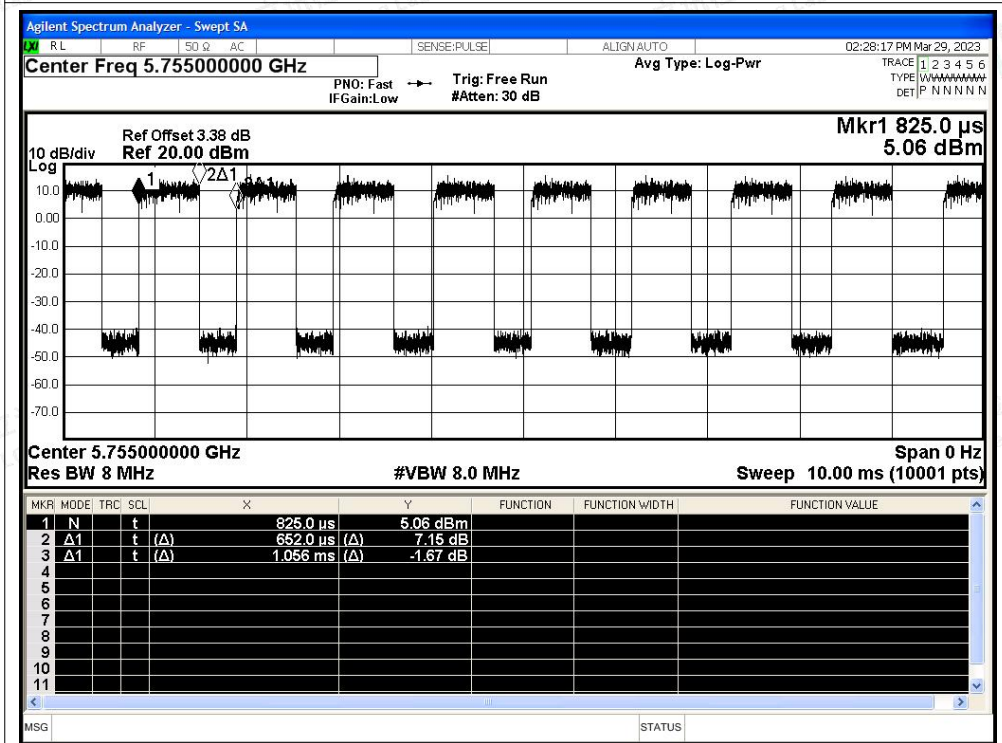 Agilent Spectrum Analyzer - Swept SA
LXI RL RF 50 Ω AC SENSE:PULSE ALIGN AUTO 02:28:17 PM Mar 29, 2023
Center Freq 5.755000000 GHz
PNO: Fast
IFGain:Low
Trig: Free Run
#Atten: 30 dB
Avg Type: Log-Pwr
TRACE 1 2 3 4 5 6
TYPE
DET P N N N N N
Mkr1 825.0 µs
5.06 dBm
Ref Offset 3.38 dB
10 dB/div Ref 20.00 dBm
Log
1 2Δ1 3Δ1
10.0
0.00
-10.0
-20.0
-30.0
-40.0
-50.0
-60.0
-70.0
Center 5.755000000 GHz Span 0 Hz
Res BW 8 MHz #VBW 8.0 MHz Sweep 10.00 ms (10001 pts)
MKR MODE TRC SCL X Y FUNCTION FUNCTION WIDTH FUNCTION VALUE
1 N t 825.0 µs 5.06 dBm
2 Δ1 t (Δ) 652.0 µs (Δ) 7.15 dB
3 Δ1 t (Δ) 1.056 ms (Δ) -1.67 dB
4
5
6
7
8
9
10
11
MSG STATUS